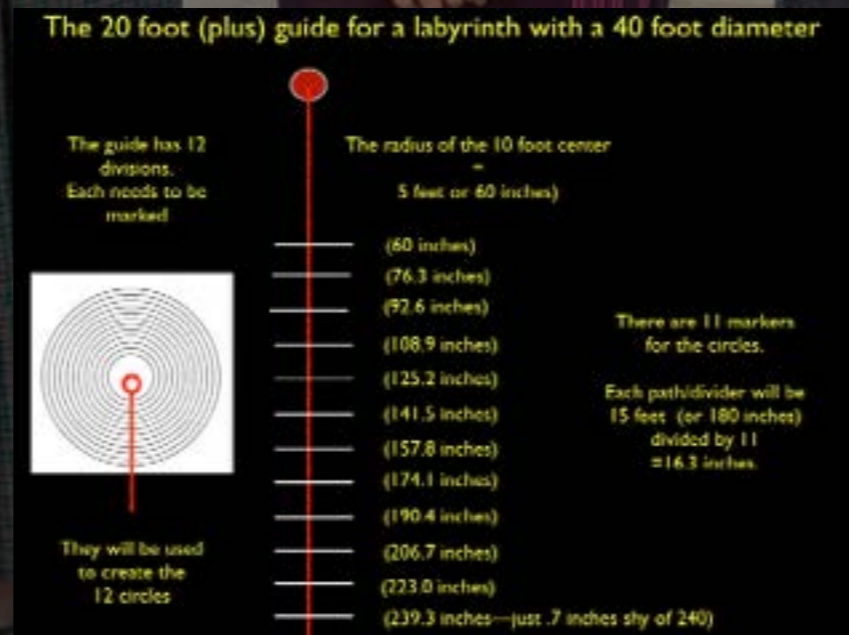 The 20 foot (plus) guide for a labyrinth with a 40 foot diameter
The guide has 12
divisions.
Each needs to be
marked
The radius of the 10 foot center
=
5 feet or 60 inches)
(60 inches)
(76.3 inches)
(92.6 inches)
(108.9 inches)
(125.2 inches)
(141.5 inches)
(157.8 inches)
(174.1 inches)
(190.4 inches)
(206.7 inches)
(223.0 inches)
(239.3 inches—just .7 inches shy of 240)
There are 11 markers
for the circles.
Each path/divider will be
15 feet (or 180 inches)
divided by 11
=16.3 inches.
They will be used
to create the
12 circles